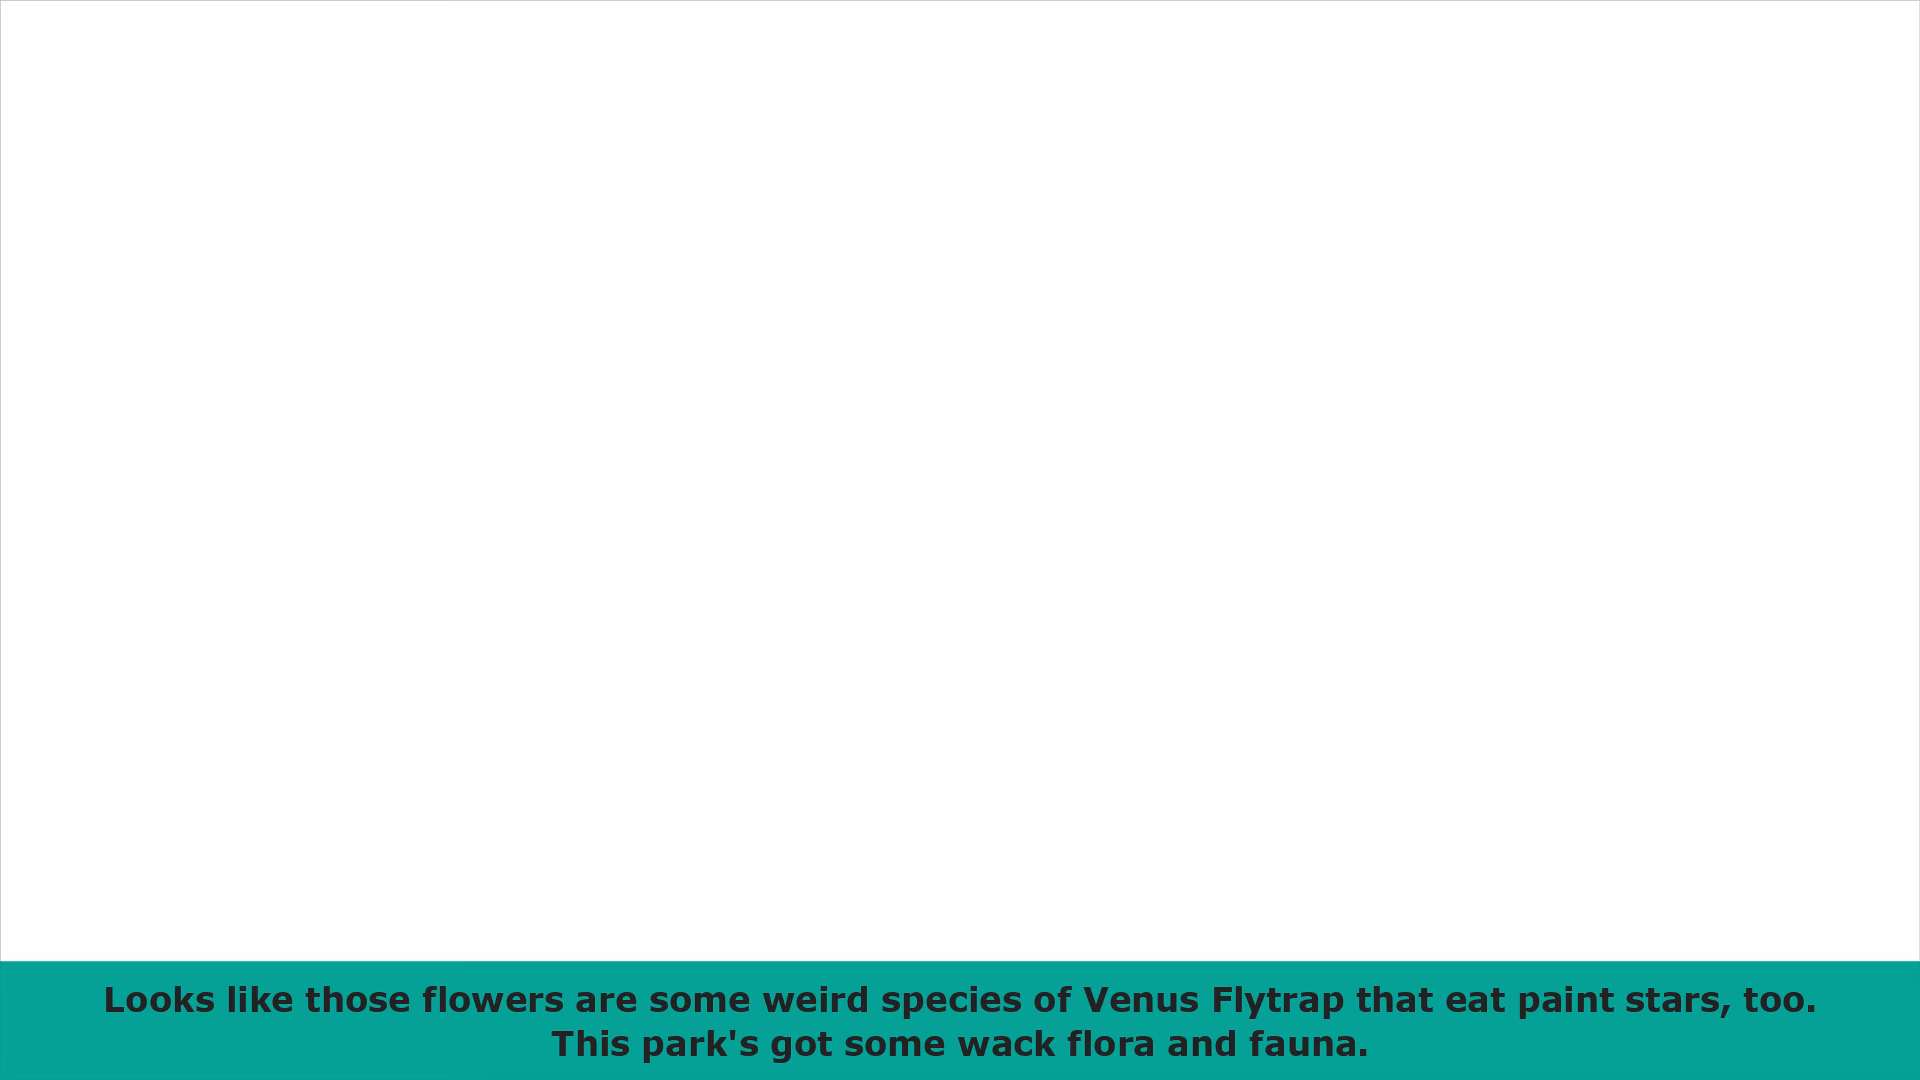 Looks like those flowers are some weird species of Venus Flytrap that eat paint stars, too.
This park's got some wack flora and fauna.